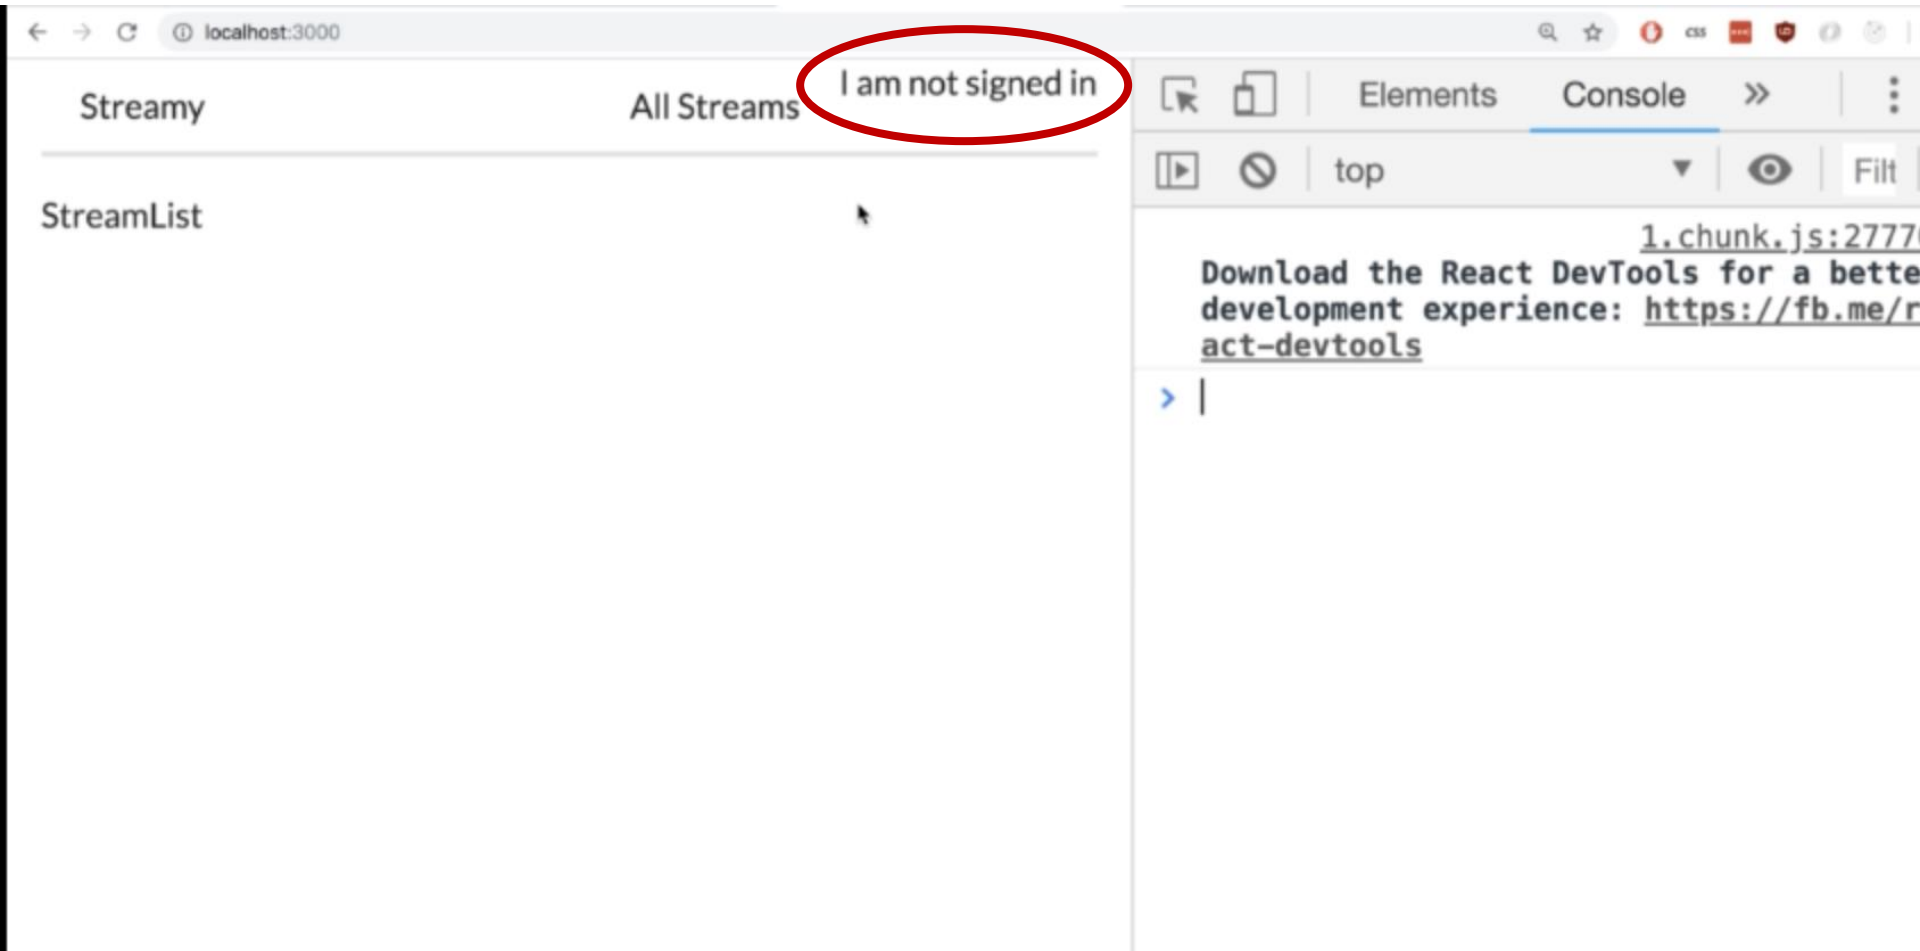 localhost:3000
css
Streamy
All Streams
I am not signed in
StreamList
Elements
Console
top
Filt
1.chunk.js:2777
Download the React DevTools for a bette
development experience: https://fb.me/r
act-devtools